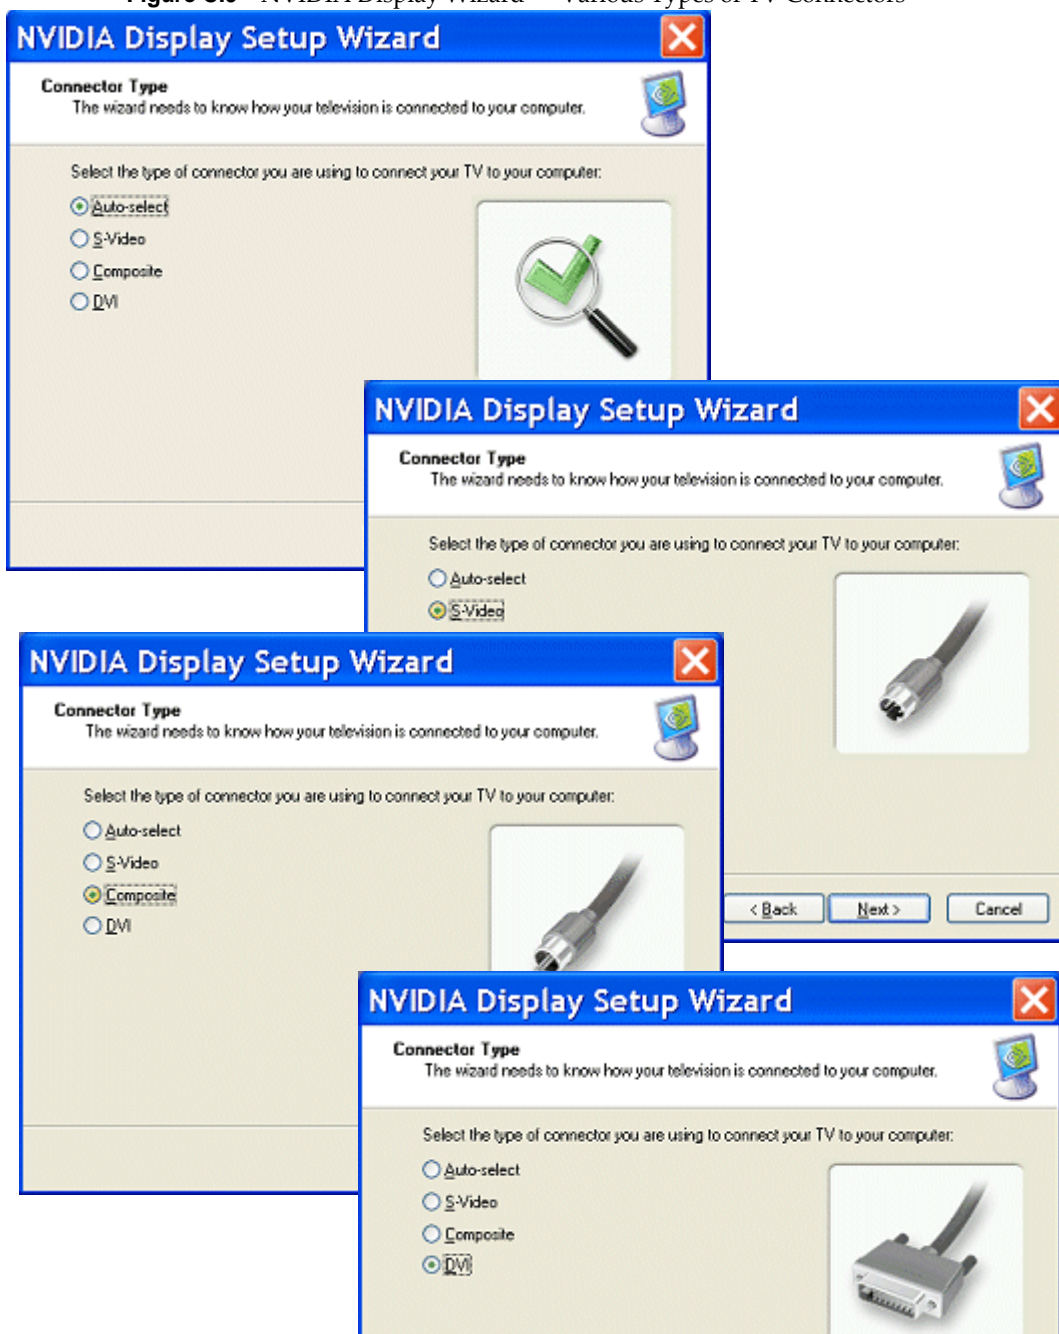 NVIDIA Display Wizard
Various Types of TV Connectors
NVIDIA Display Setup Wizard
Connector Type
The wizard needs to know how your television is connected to your computer.
Select the type of connector you are using to connect your TV to your computer:
Auto-select
S-Video
Composite
DVI
NVIDIA Display Setup Wizard
Connector Type
The wizard needs to know how your television is connected to your computer.
Select the type of connector you are using to connect your TV to your computer:
Auto-select
S-Video
< Back Next > Cancel
NVIDIA Display Setup Wizard
Connector Type
The wizard needs to know how your television is connected to your computer.
Select the type of connector you are using to connect your TV to your computer:
Auto-select
S-Video
Composite
DVI
NVIDIA Display Setup Wizard
Connector Type
The wizard needs to know how your television is connected to your computer.
Select the type of connector you are using to connect your TV to your computer:
Auto-select
S-Video
Composite
DVI